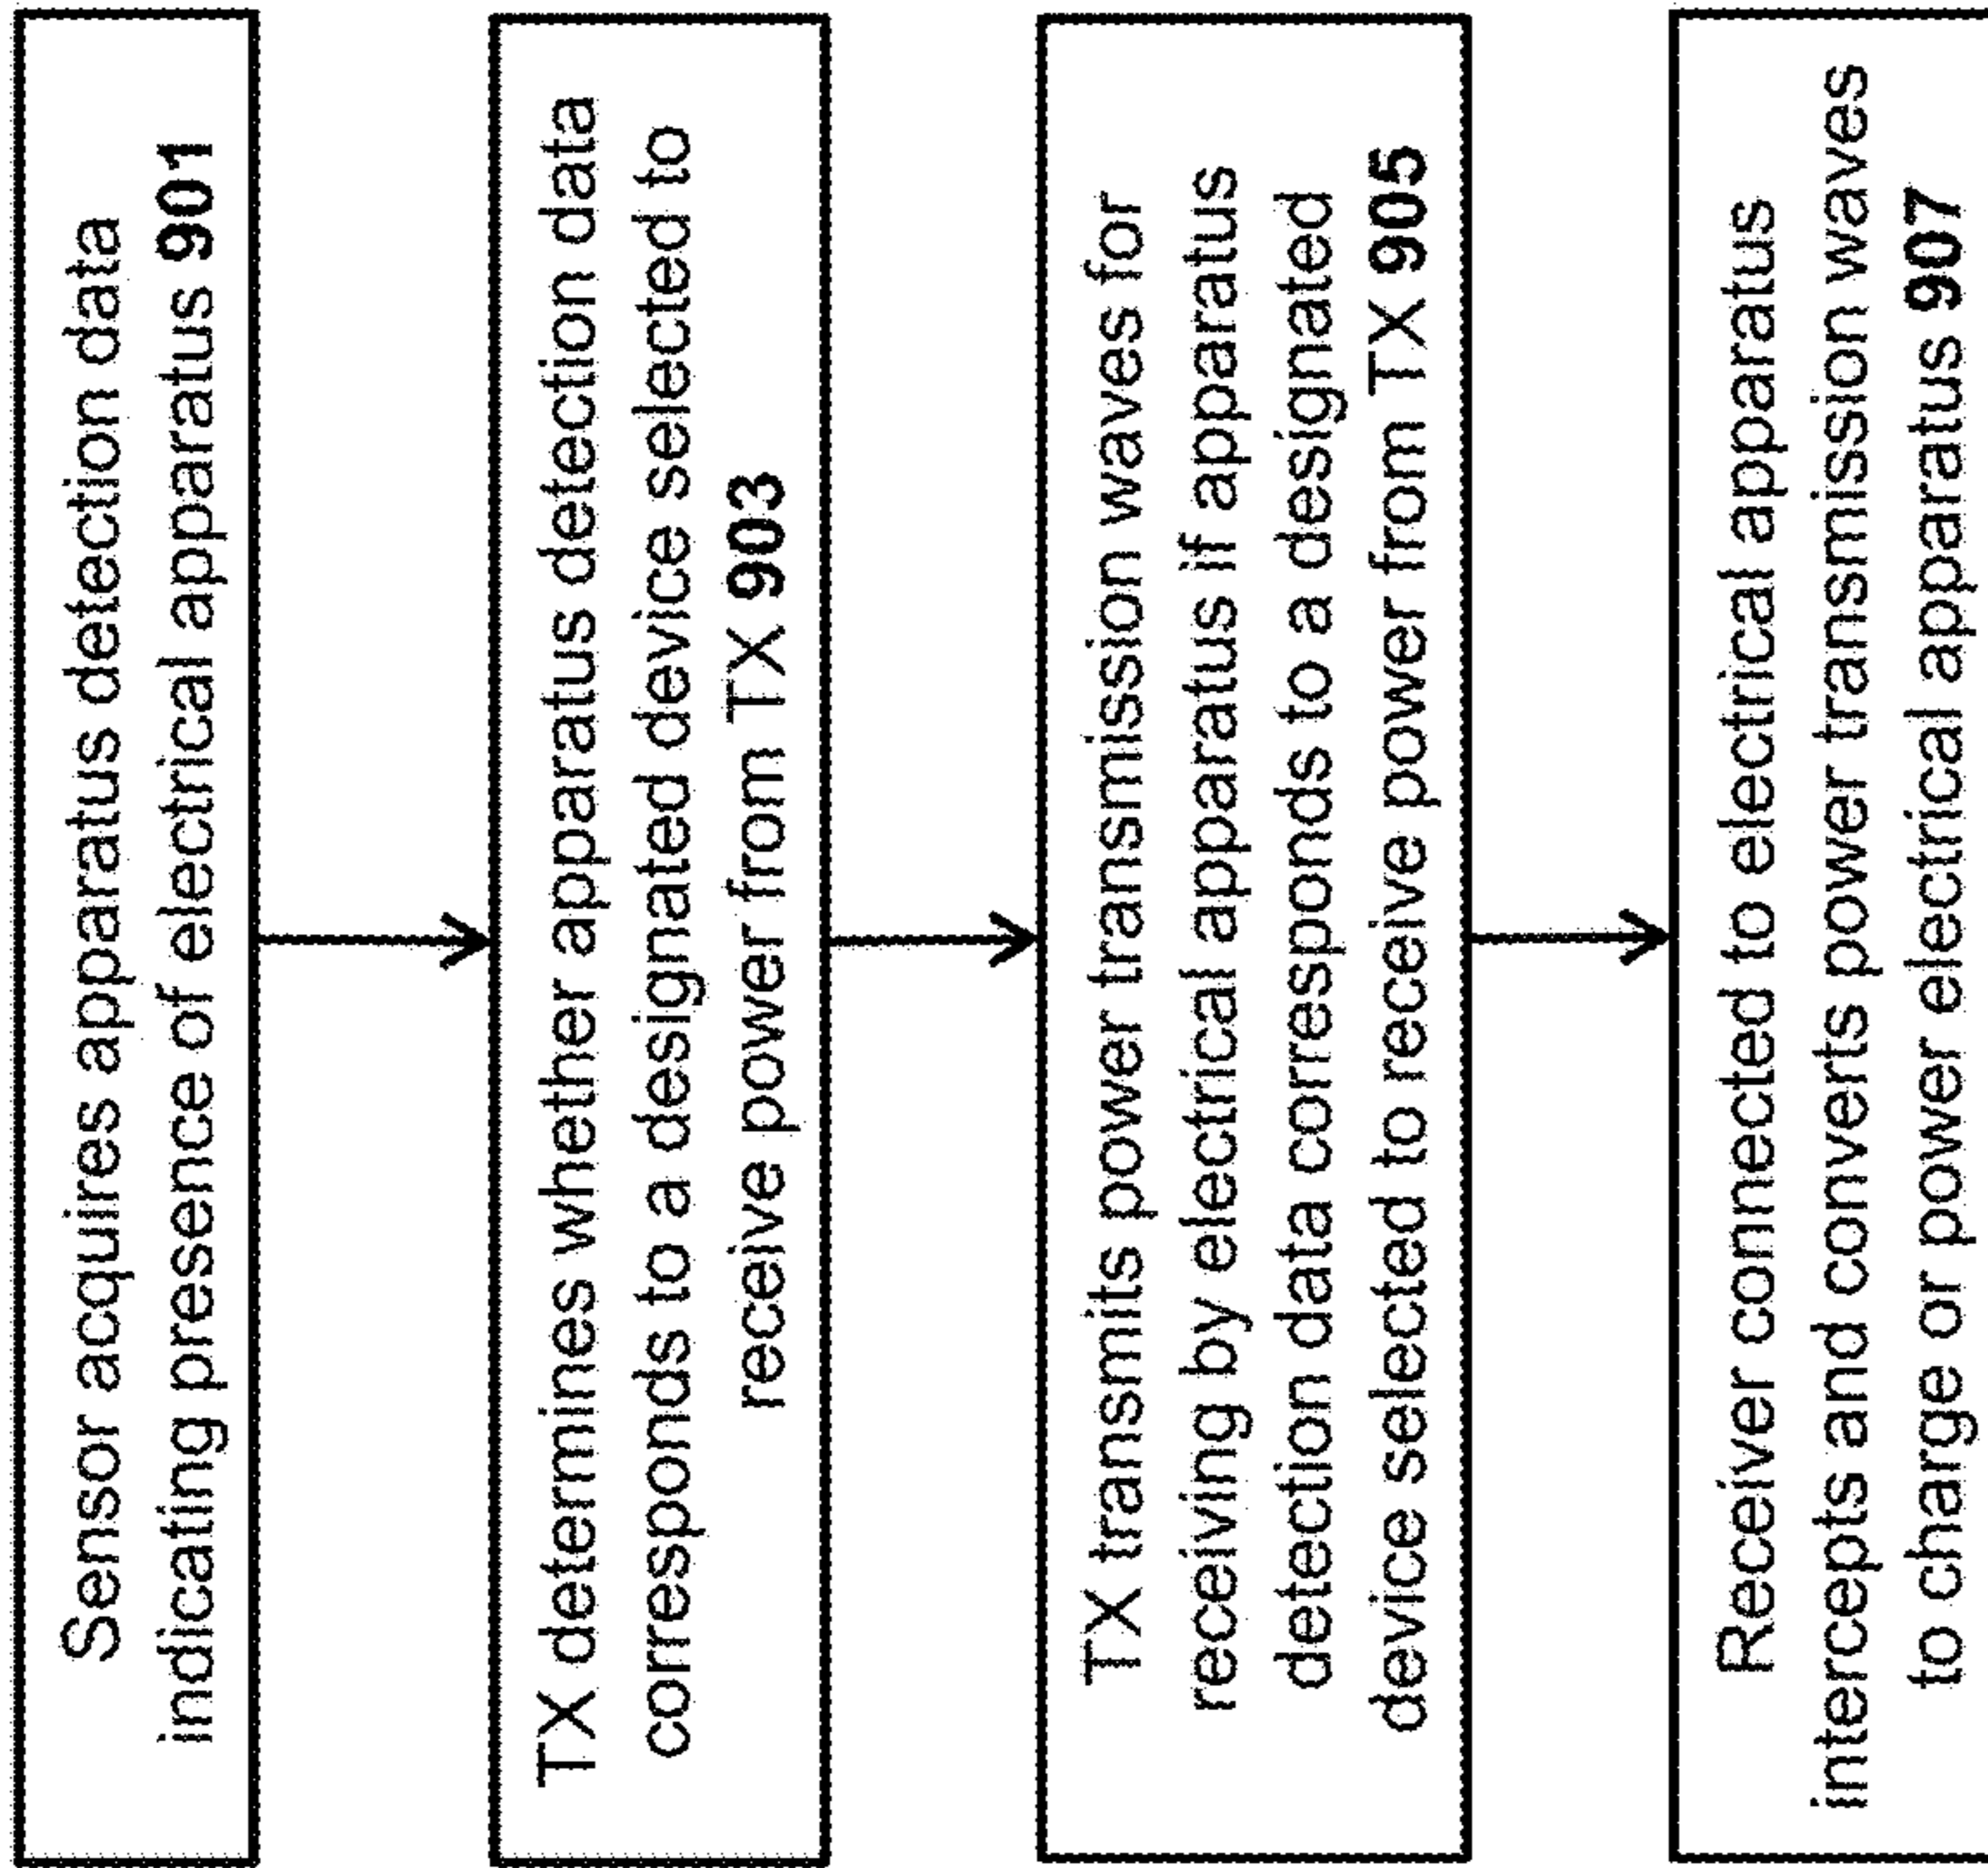 Sensor acquires apparatus detection data
indicating presence of electrical apparatus 901
TX determines whether apparatus detection data
corresponds to a designated device selected to
receive power from TX 903
TX transmits power transmission waves for
receiving by electrical apparatus if apparatus
detection data corresponds to a designated
device selected to receive power from TX 905
Receiver connected to electrical apparatus
intercepts and converts power transmission waves
to charge or power electrical apparatus 907